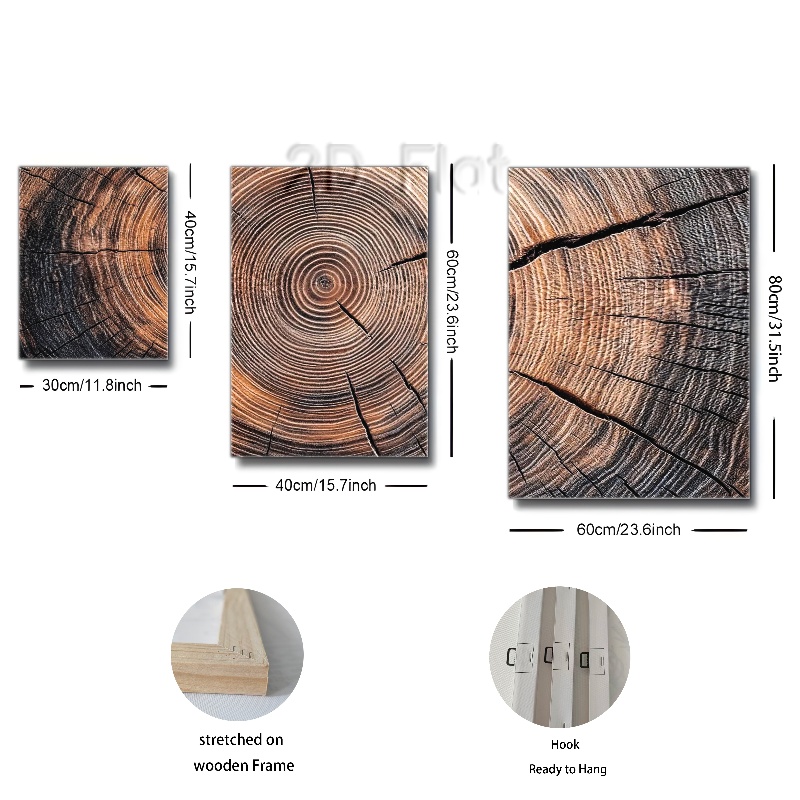 2D Flat
40cm/15.7inch
60cm/23.6inch
80cm/31.5inch
30cm/11.8inch
40cm/15.7inch
60cm/23.6inch
stretched on
wooden Frame
Hook
Ready to Hang